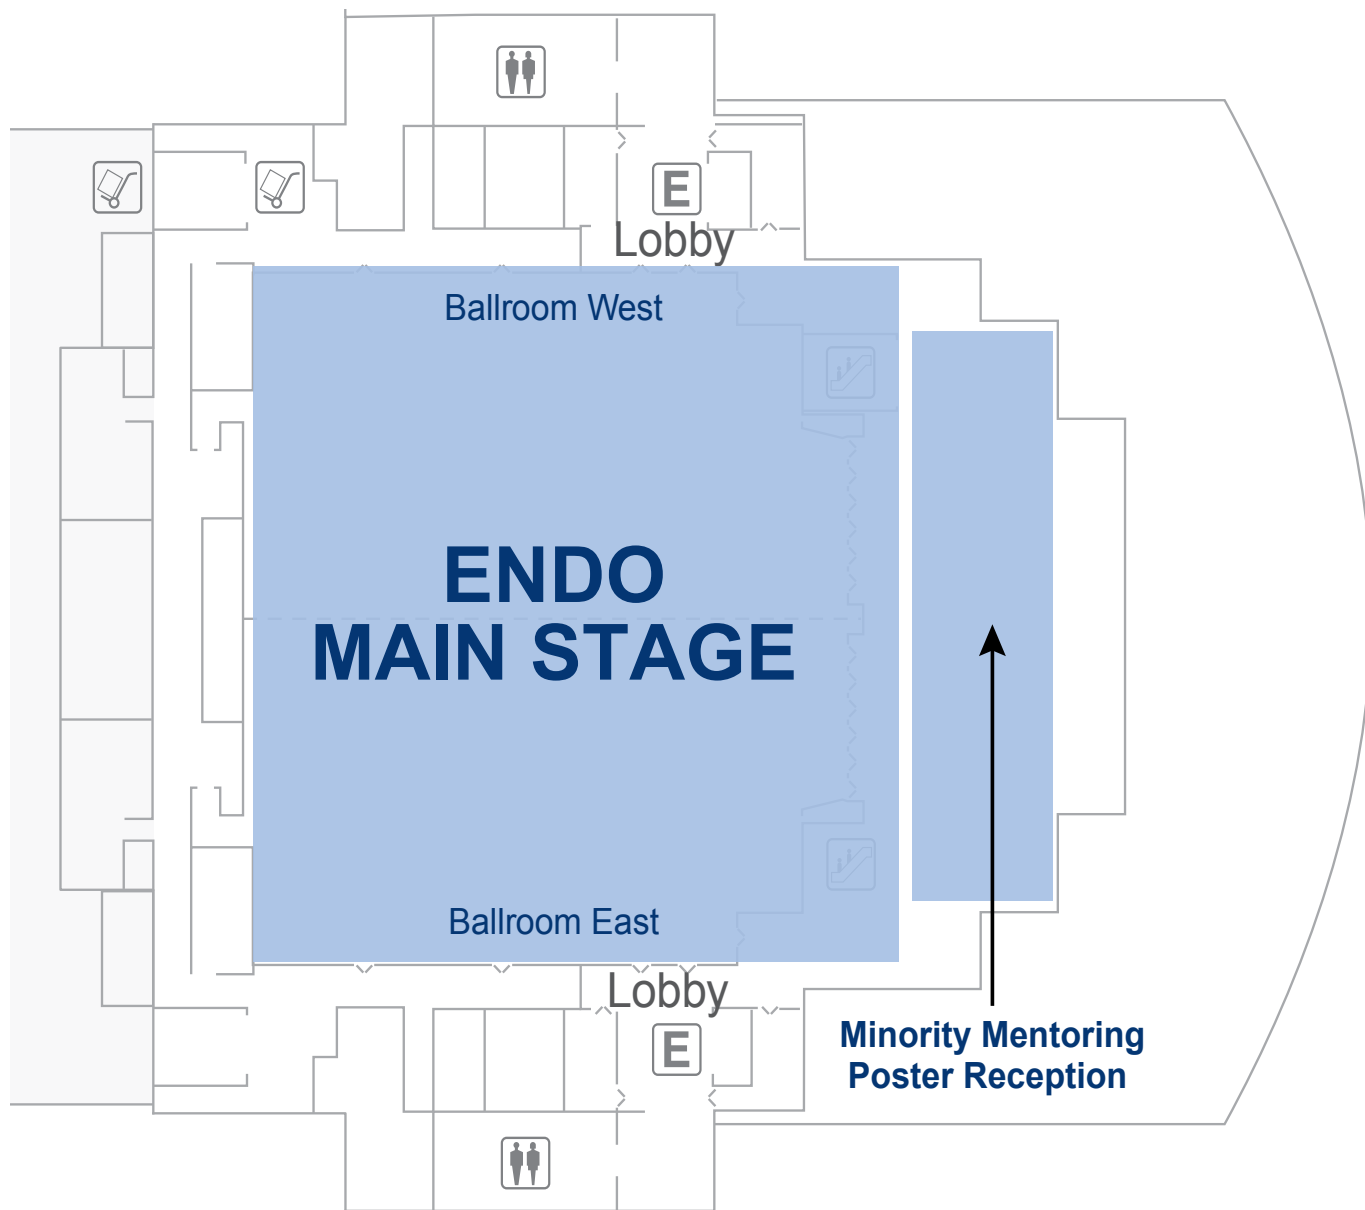 E
Lobby
Ballroom West
ENDO
MAIN STAGE
Ballroom East
Lobby
E
Minority Mentoring
Poster Reception